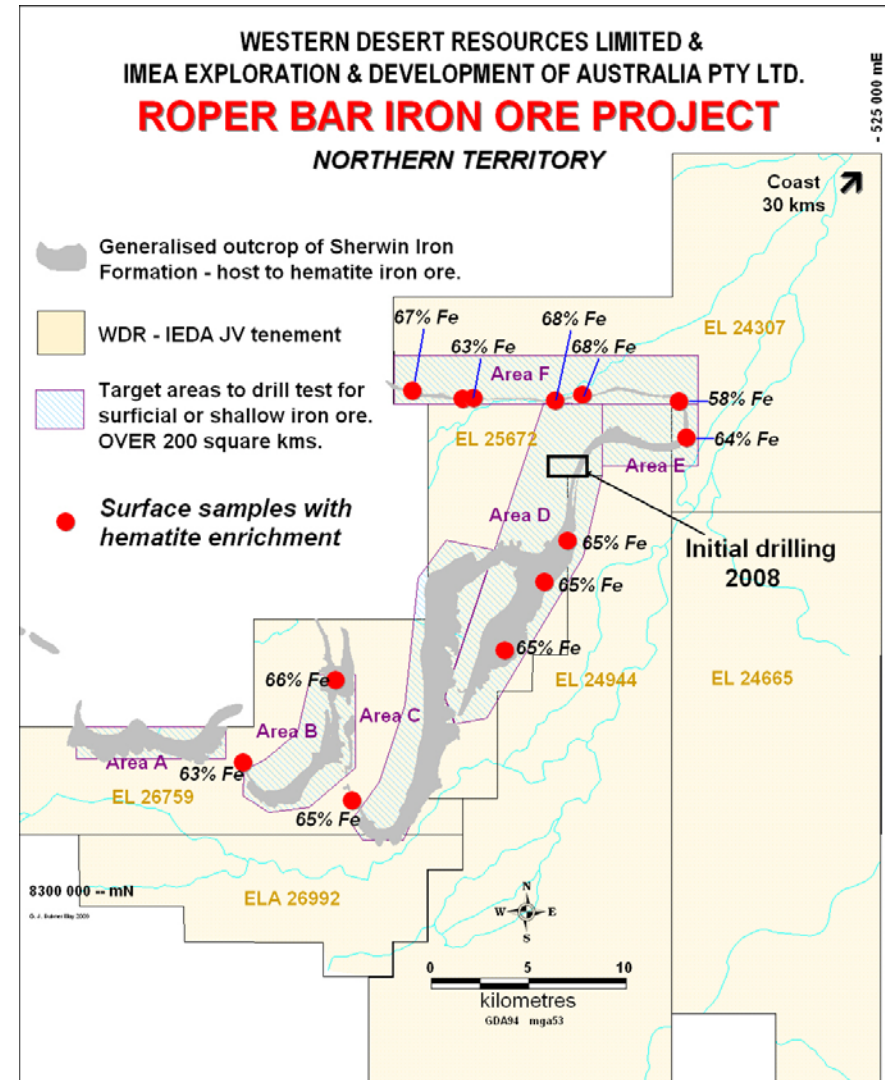 WESTERN DESERT RESOURCES LIMITED &
IMEA EXPLORATION & DEVELOPMENT OF AUSTRALIA PTY LTD.
ROPER BAR IRON ORE PROJECT
NORTHERN TERRITORY
- 525 000 mE
Coast
30 kms
Generalised outcrop of Sherwin Iron
Formation - host to hematite iron ore.
WDR - IEDA JV tenement
Target areas to drill test for
surficial or shallow iron ore.
OVER 200 square kms.
Surface samples with
hematite enrichment
67% Fe
63% Fe
68% Fe
68% Fe
EL 24307
Area F
58% Fe
EL 25672
64% Fe
Area E
Area D
65% Fe
Initial drilling
2008
65% Fe
65% Fe
66% Fe
EL 24944
EL 24665
Area B
Area C
Area A
63% Fe
EL 26759
65% Fe
8300 000 -- mN
ELA 26992
N
W
E
S
0 5 10
kilometres
GDA94 mga53